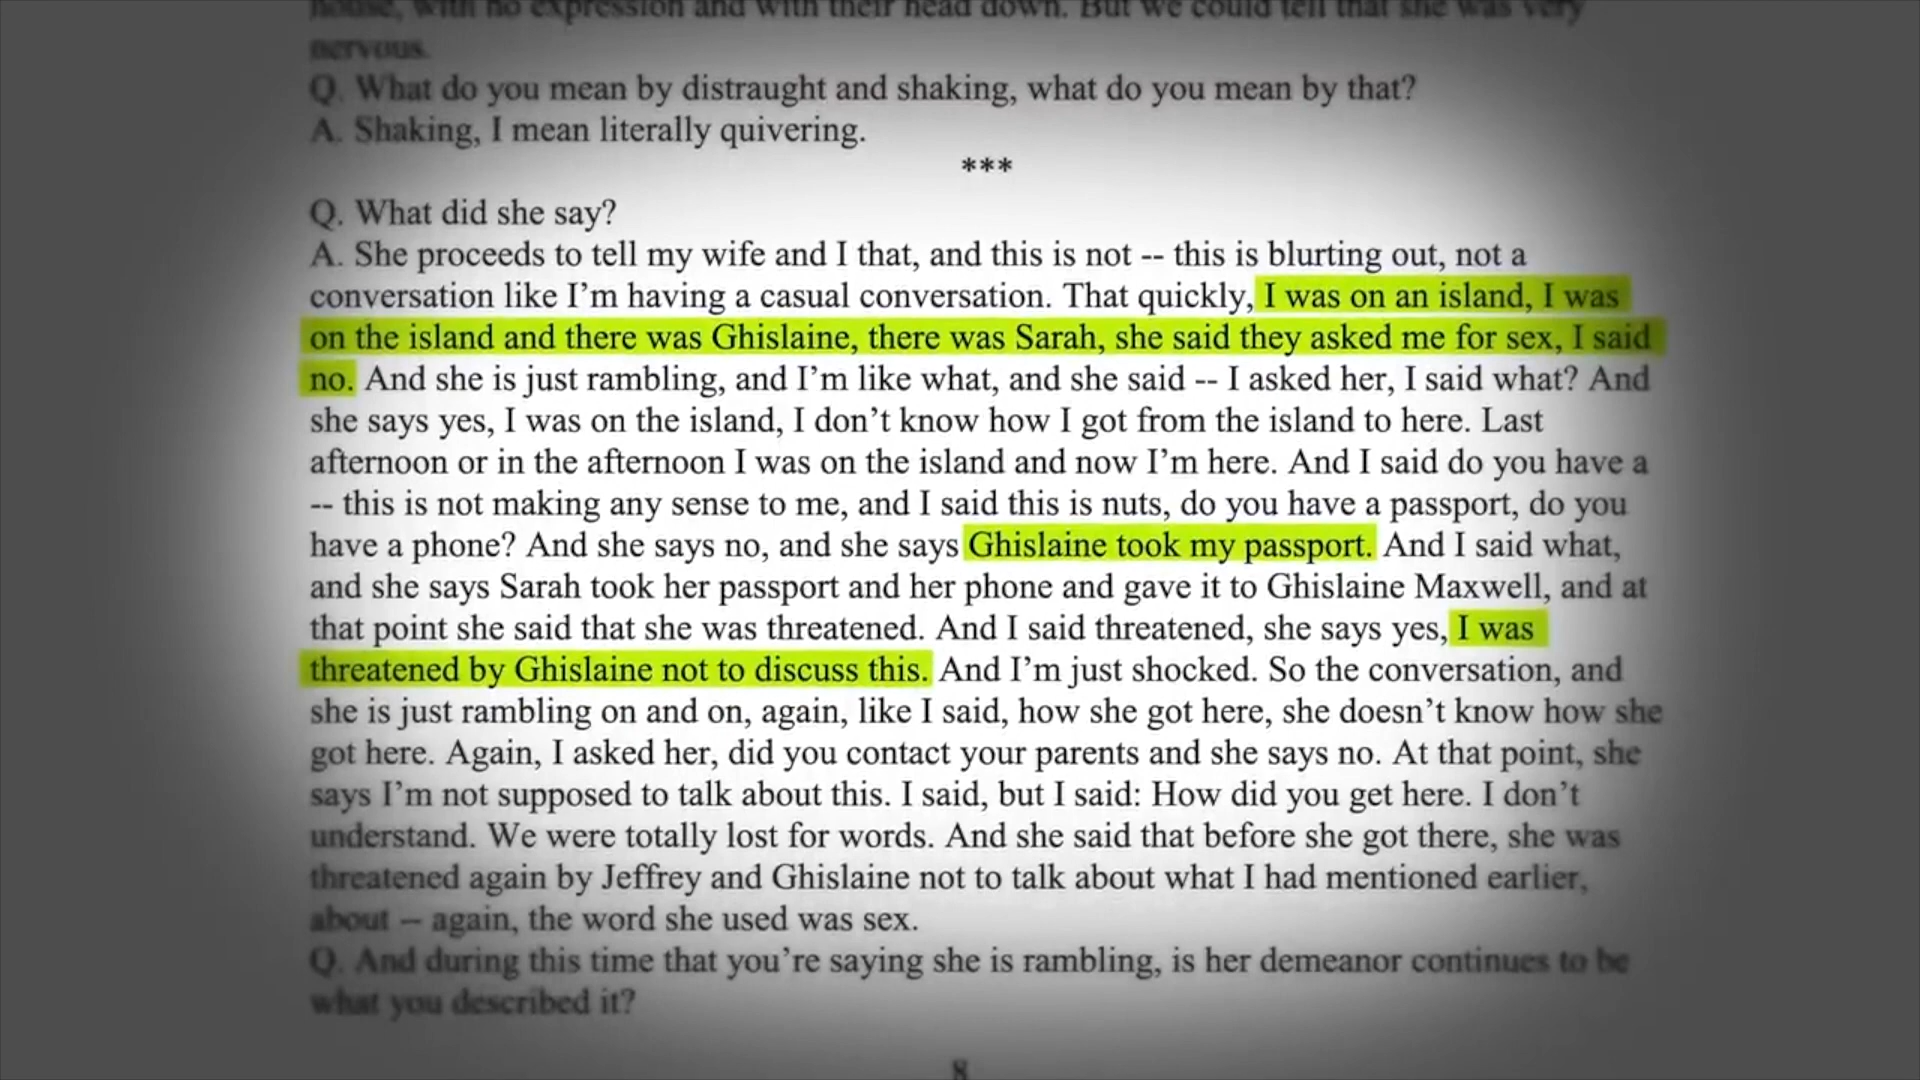 house, with no expression and with their head down. But we could tell that she was very
nervous.
Q. What do you mean by distraught and shaking, what do you mean by that?
A. Shaking, I mean literally quivering.
***
Q. What did she say?
A. She proceeds to tell my wife and I that, and this is not -- this is blurting out, not a
conversation like I’m having a casual conversation. That quickly, I was on an island, I was
on the island and there was Ghislaine, there was Sarah, she said they asked me for sex, I said
no. And she is just rambling, and I’m like what, and she said -- I asked her, I said what? And
she says yes, I was on the island, I don’t know how I got from the island to here. Last
afternoon or in the afternoon I was on the island and now I’m here. And I said do you have a
-- this is not making any sense to me, and I said this is nuts, do you have a passport, do you
have a phone? And she says no, and she says Ghislaine took my passport. And I said what,
and she says Sarah took her passport and her phone and gave it to Ghislaine Maxwell, and at
that point she said that she was threatened. And I said threatened, she says yes, I was
threatened by Ghislaine not to discuss this. And I’m just shocked. So the conversation, and
she is just rambling on and on, again, like I said, how she got here, she doesn’t know how she
got here. Again, I asked her, did you contact your parents and she says no. At that point, she
says I’m not supposed to talk about this. I said, but I said: How did you get here. I don’t
understand. We were totally lost for words. And she said that before she got there, she was
threatened again by Jeffrey and Ghislaine not to talk about what I had mentioned earlier,
about – again, the word she used was sex.
Q. And during this time that you’re saying she is rambling, is her demeanor continues to be
what you described it?
8